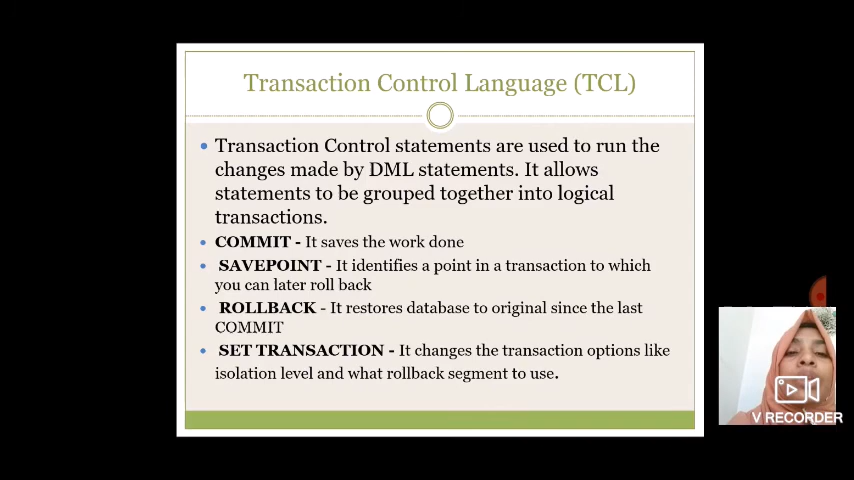 Transaction Control Language (TCL)
Transaction Control statements are used to run the
changes made by DML statements. It allows
statements to be grouped together into logical
transactions.
COMMIT - It saves the work done
SAVEPOINT - It identifies a point in a transaction to which
you can later roll back
ROLLBACK - It restores database to original since the last
COMMIT
SET TRANSACTION - It changes the transaction options like
isolation level and what rollback segment to use.
V RECORDER